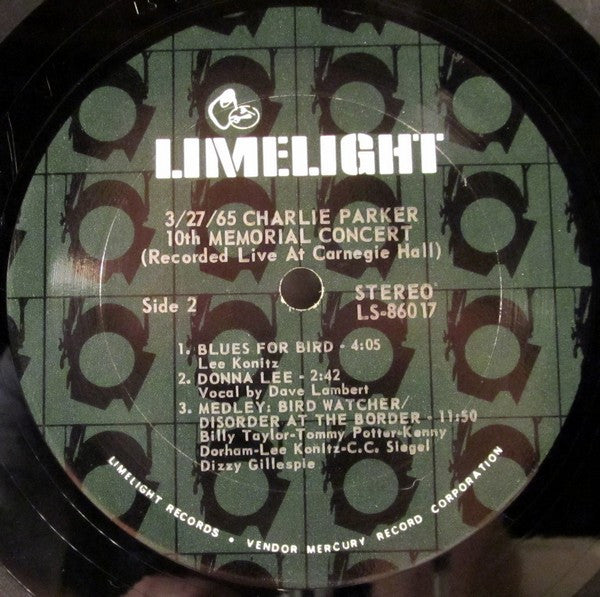 LIMELIGHT
3/27/65 CHARLIE PARKER
10th MEMORIAL CONCERT
(Recorded Live At Carnegie Hall)
Side 2
STEREO
LS-86017
1. BLUES FOR BIRD - 4:05
Lee Konitz
2. DONNA LEE - 2:42
Vocal by Dave Lambert
3. MEDLEY: BIRD WATCHER/
DISORDER AT THE BORDER - 11:50
Billy Taylor-Tommy Potter-Kenny
Dorham-Lee Konitz-C.C. Siegel
Dizzy Gillespie
LIMELIGHT RECORDS • VENDOR MERCURY RECORD CORPORATION